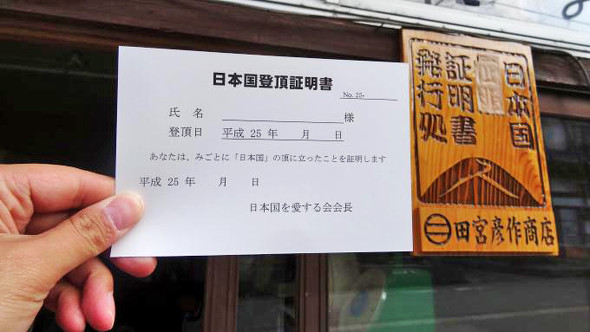 日本国登頂証明書
No. 25-
氏 名 様
登頂日 平成 25 年 月 日
あなたは、みごとに「日本国」の頂に立ったことを証明します
平成 25 年 月 日
日本国を愛する会会長
日本国
証明書
発行処
田宮彦作商店